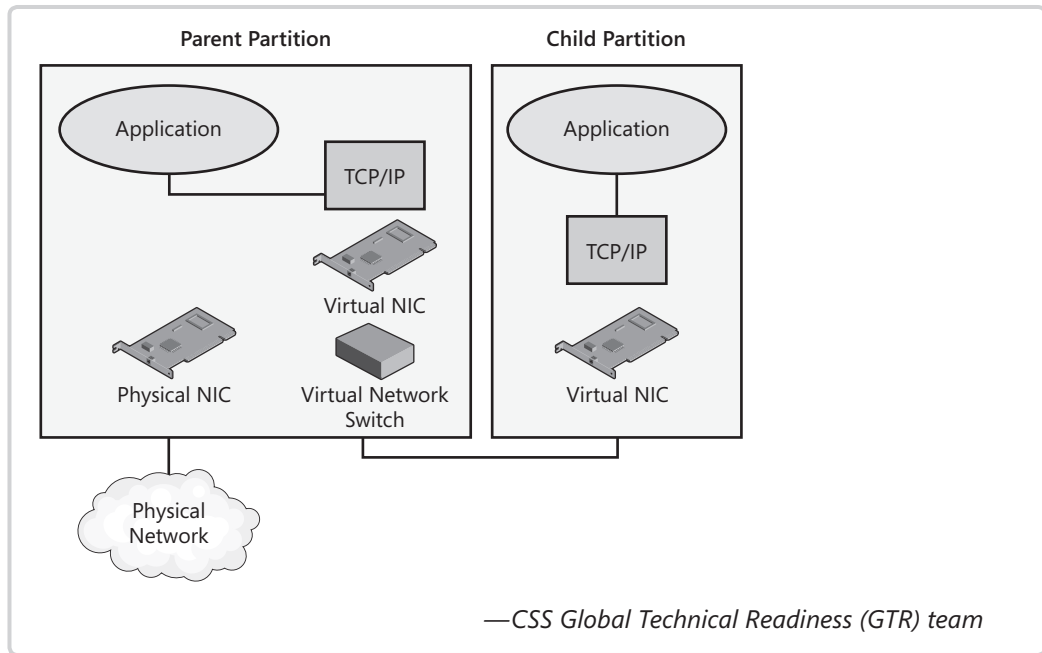 Parent Partition
Child Partition
Application
TCP/IP
Virtual NIC
Physical NIC
Virtual Network
Switch
Application
TCP/IP
Virtual NIC
Physical
Network
—CSS Global Technical Readiness (GTR) team